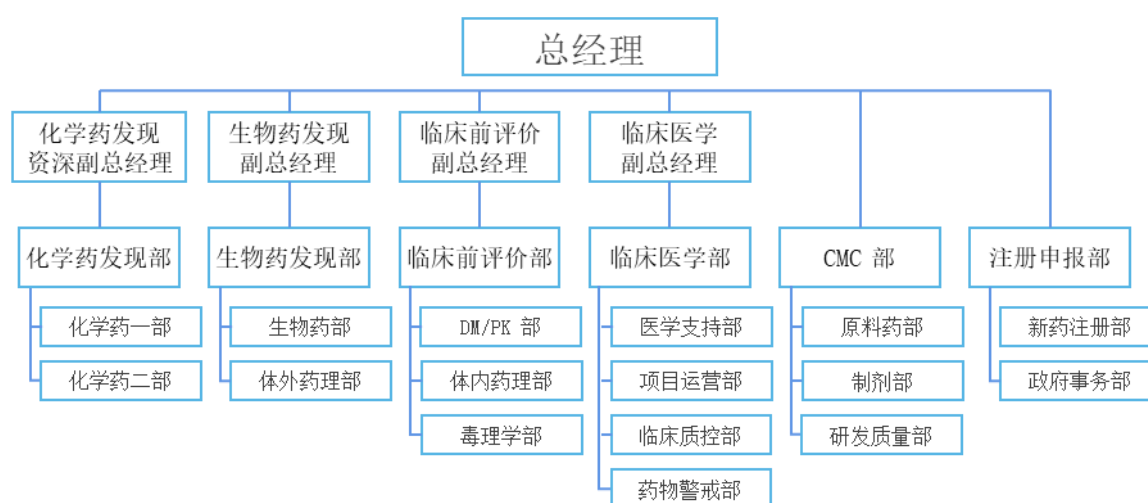 总经理
化学药发现
资深副总经理
生物药发现
副总经理
临床前评价
副总经理
临床医学
副总经理
化学药发现部
生物药发现部
临床前评价部
临床医学部
CMC 部
注册申报部
化学药一部
生物药部
DM/PK 部
医学支持部
原料药部
新药注册部
化学药二部
体外药理部
体内药理部
项目运营部
制剂部
政府事务部
毒理学部
临床质控部
研发质量部
药物警戒部